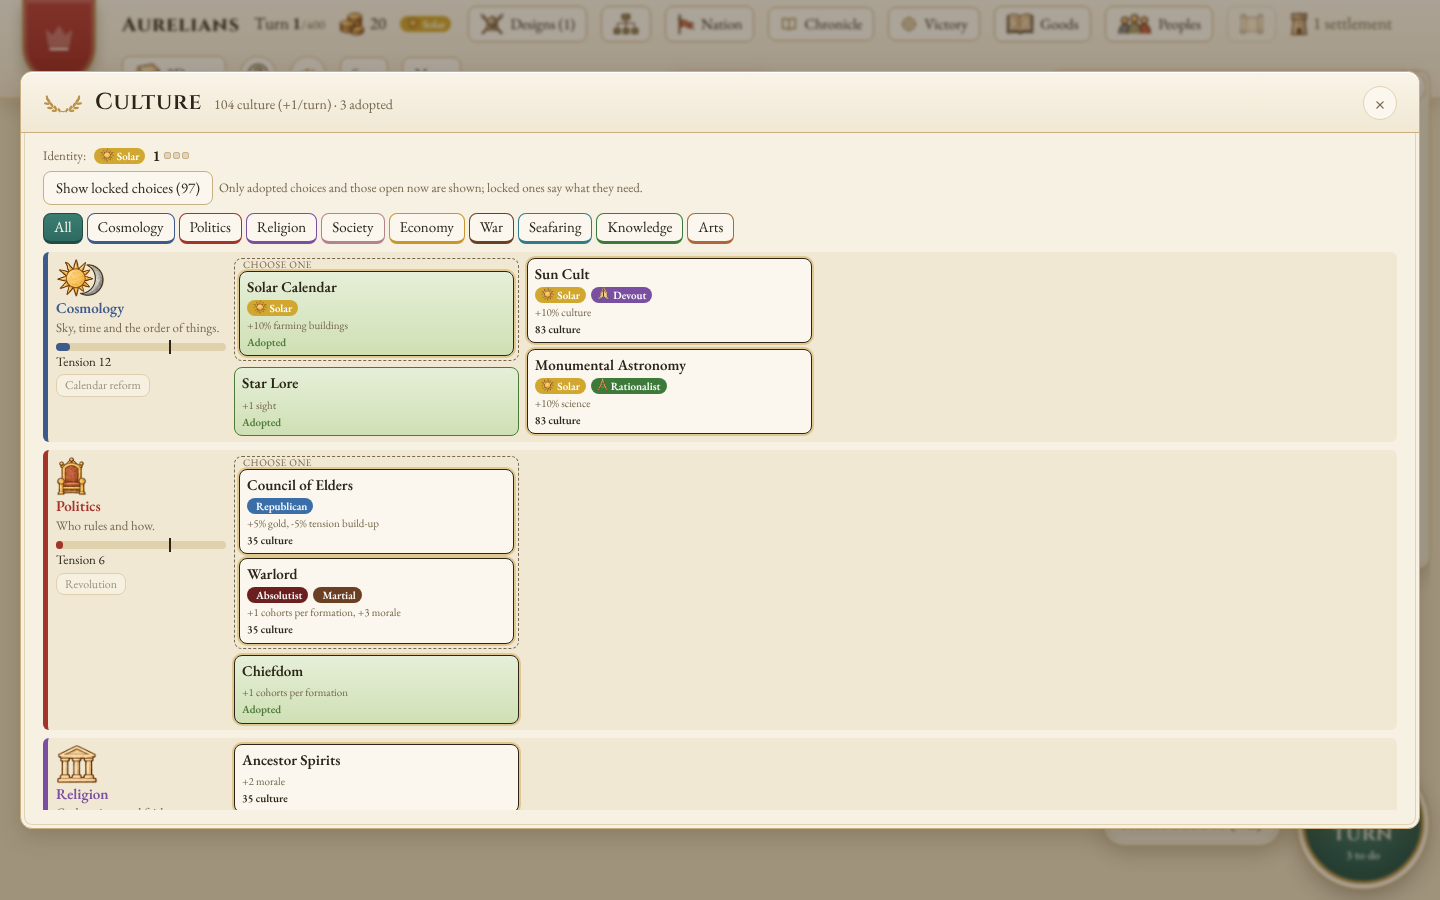 AURELIANS Turn 1/400 20 Solar Designs (1) Nation Chronicle Victory Goods Peoples 1 settlement
CULTURE 104 culture (+1/turn) · 3 adopted ×
Identity: Solar 1
Show locked choices (97) Only adopted choices and those open now are shown; locked ones say what they need.
All Cosmology Politics Religion Society Economy War Seafaring Knowledge Arts
Cosmology
Sky, time and the order of things.
Tension 12
Calendar reform
CHOOSE ONE
Solar Calendar
Solar
+10% farming buildings
Adopted
Star Lore
+1 sight
Adopted
Sun Cult
Solar Devout
+10% culture
83 culture
Monumental Astronomy
Solar Rationalist
+10% science
83 culture
Politics
Who rules and how.
Tension 6
Revolution
CHOOSE ONE
Council of Elders
Republican
+5% gold, -5% tension build-up
35 culture
Warlord
Absolutist Martial
+1 cohorts per formation, +3 morale
35 culture
Chiefdom
+1 cohorts per formation
Adopted
Religion
Ancestor Spirits
+2 morale
35 culture
TURN
3 to do